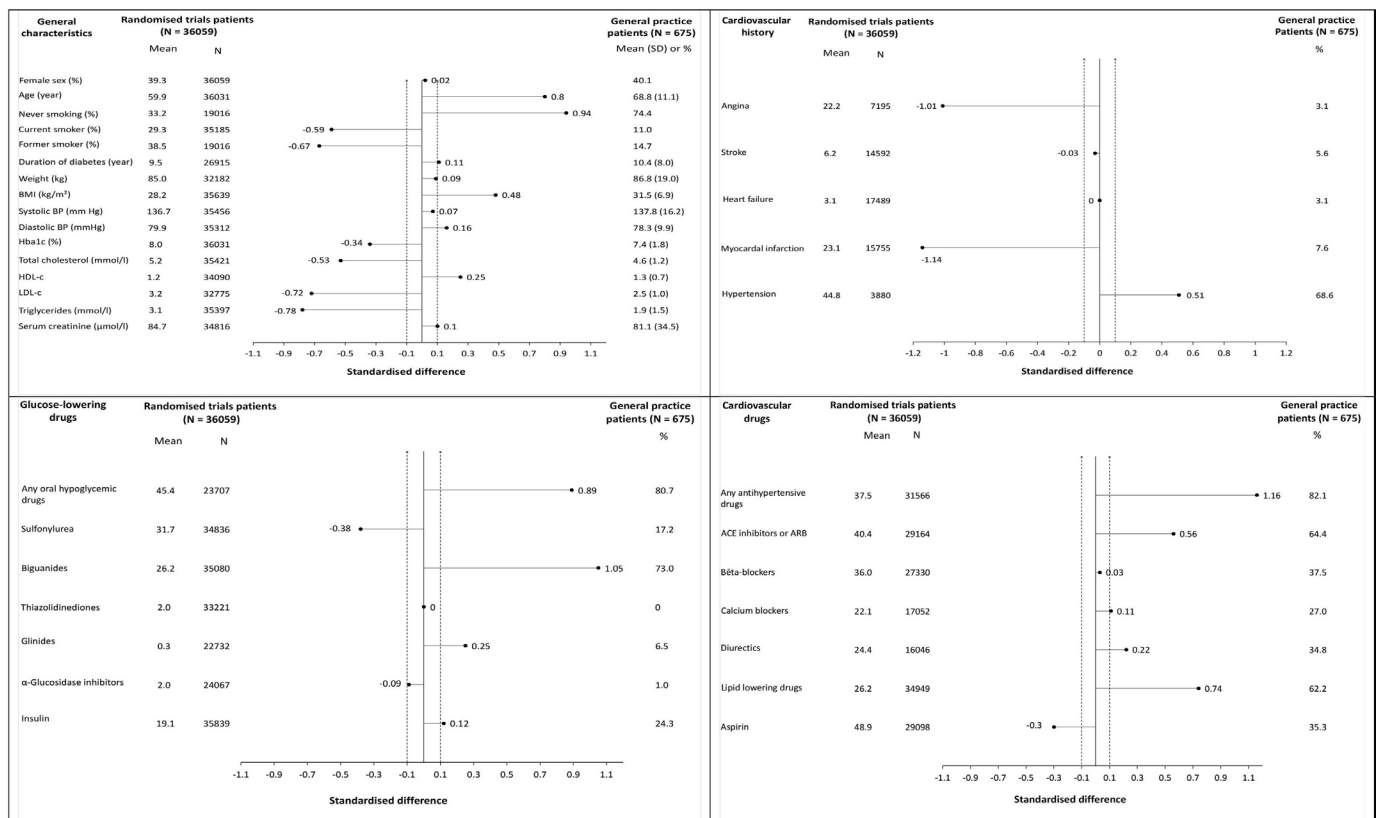 General characteristics
Randomised trials patients (N = 36059)
General practice patients (N = 675)
Mean N Mean (SD) or %
Female sex (%) 39.3 36059 0.02 40.1
Age (year) 59.9 36031 0.8 68.8 (11.1)
Never smoking (%) 33.2 19016 0.94 74.4
Current smoker (%) 29.3 35185 -0.59 11.0
Former smoker (%) 38.5 19016 -0.67 14.7
Duration of diabetes (year) 9.5 26915 0.11 10.4 (8.0)
Weight (kg) 85.0 32182 0.09 86.8 (19.0)
BMI (kg/m²) 28.2 35639 0.48 31.5 (6.9)
Systolic BP (mm Hg) 136.7 35456 0.07 137.8 (16.2)
Diastolic BP (mmHg) 79.9 35312 0.16 78.3 (9.9)
Hba1c (%) 8.0 36031 -0.34 7.4 (1.8)
Total cholesterol (mmol/l) 5.2 35421 -0.53 4.6 (1.2)
HDL-c 1.2 34090 0.25 1.3 (0.7)
LDL-c 3.2 32775 -0.72 2.5 (1.0)
Triglycerides (mmol/l) 3.1 35397 -0.78 1.9 (1.5)
Serum creatinine (µmol/l) 84.7 34816 0.1 81.1 (34.5)
-1.1 -0.9 -0.7 -0.5 -0.3 -0.1 0.1 0.3 0.5 0.7 0.9 1.1
Standardised difference
Cardiovascular history
Randomised trials patients (N = 36059)
General practice Patients (N = 675)
Mean N %
Angina 22.2 7195 -1.01 3.1
Stroke 6.2 14592 -0.03 5.6
Heart failure 3.1 17489 0 3.1
Myocardal infarction 23.1 15755 -1.14 7.6
Hypertension 44.8 3880 0.51 68.6
-1.2 -1 -0.8 -0.6 -0.4 -0.2 0 0.2 0.4 0.6 0.8 1 1.2
Standardised difference
Glucose-lowering drugs
Randomised trials patients (N = 36059)
General practice patients (N = 675)
Mean N %
Any oral hypoglycemic drugs 45.4 23707 0.89 80.7
Sulfonylurea 31.7 34836 -0.38 17.2
Biguanides 26.2 35080 1.05 73.0
Thiazolidinediones 2.0 33221 0 0
Glinides 0.3 22732 0.25 6.5
α-Glucosidase inhibitors 2.0 24067 -0.09 1.0
Insulin 19.1 35839 0.12 24.3
-1.1 -0.9 -0.7 -0.5 -0.3 -0.1 0.1 0.3 0.5 0.7 0.9 1.1
Standardised difference
Cardiovascular drugs
Randomised trials patients (N = 36059)
General practice patients (N = 675)
Mean N %
Any antihypertensive drugs 37.5 31566 1.16 82.1
ACE inhibitors or ARB 40.4 29164 0.56 64.4
Bêta-blockers 36.0 27330 0.03 37.5
Calcium blockers 22.1 17052 0.11 27.0
Diurectics 24.4 16046 0.22 34.8
Lipid lowering drugs 26.2 34949 0.74 62.2
Aspirin 48.9 29098 -0.3 35.3
-1.1 -0.9 -0.7 -0.5 -0.3 -0.1 0.1 0.3 0.5 0.7 0.9 1.1
Standardised difference